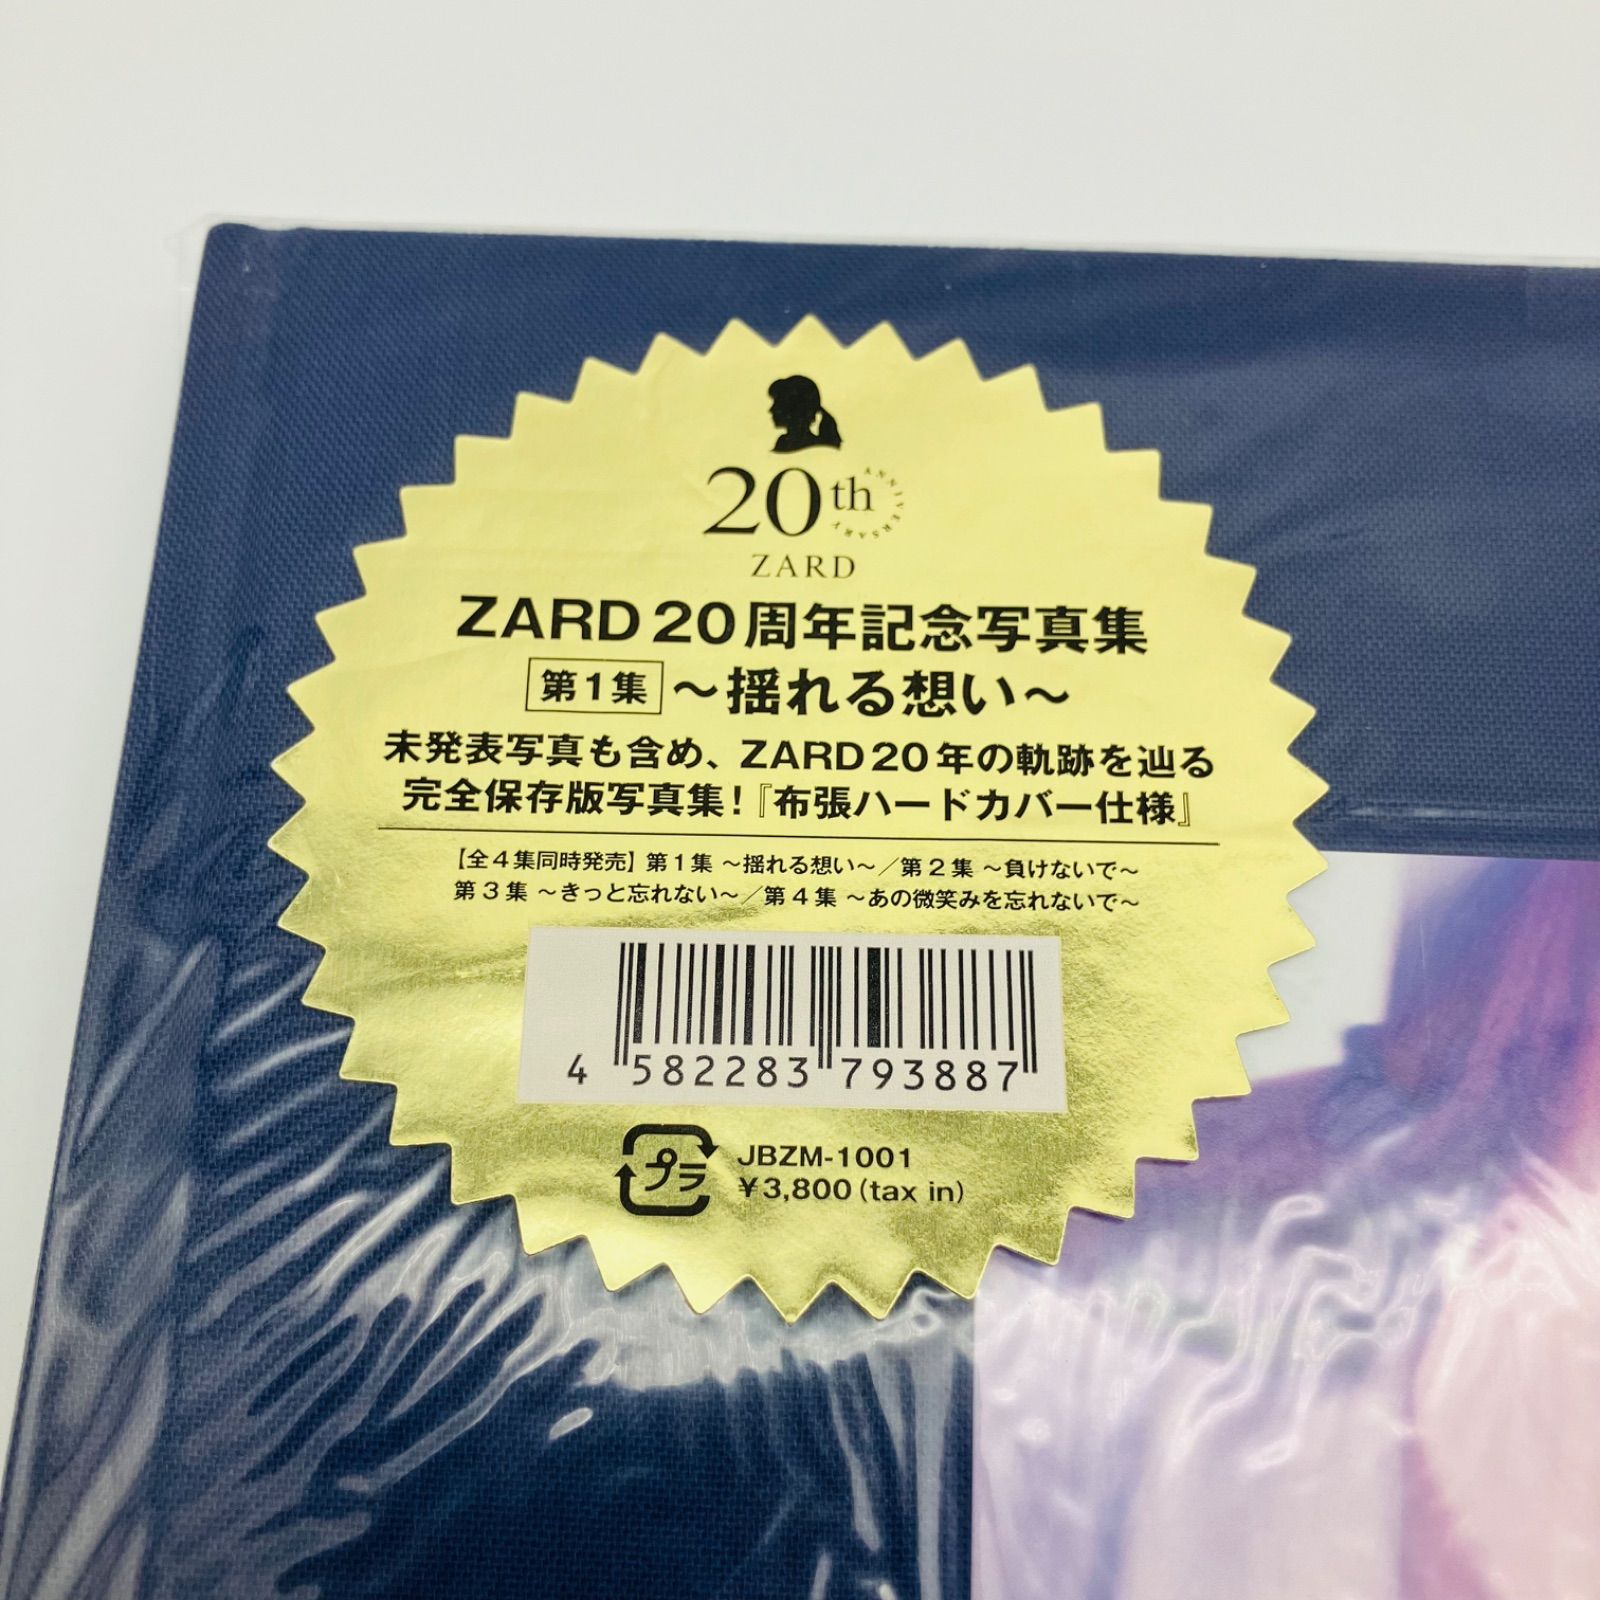 20th
ANNIVERSARY
ZARD
ZARD 20周年記念写真集
第1集 〜揺れる想い〜
未発表写真も含め、ZARD20年の軌跡を辿る
完全保存版写真集!『布張ハードカバー仕様』
【全4集同時発売】第1集 〜揺れる想い〜／第2集 〜負けないで〜
第3集 〜きっと忘れない〜／第4集 〜あの微笑みを忘れないで〜
4 582283 793887
プラ
JBZM-1001
¥3,800(tax in)